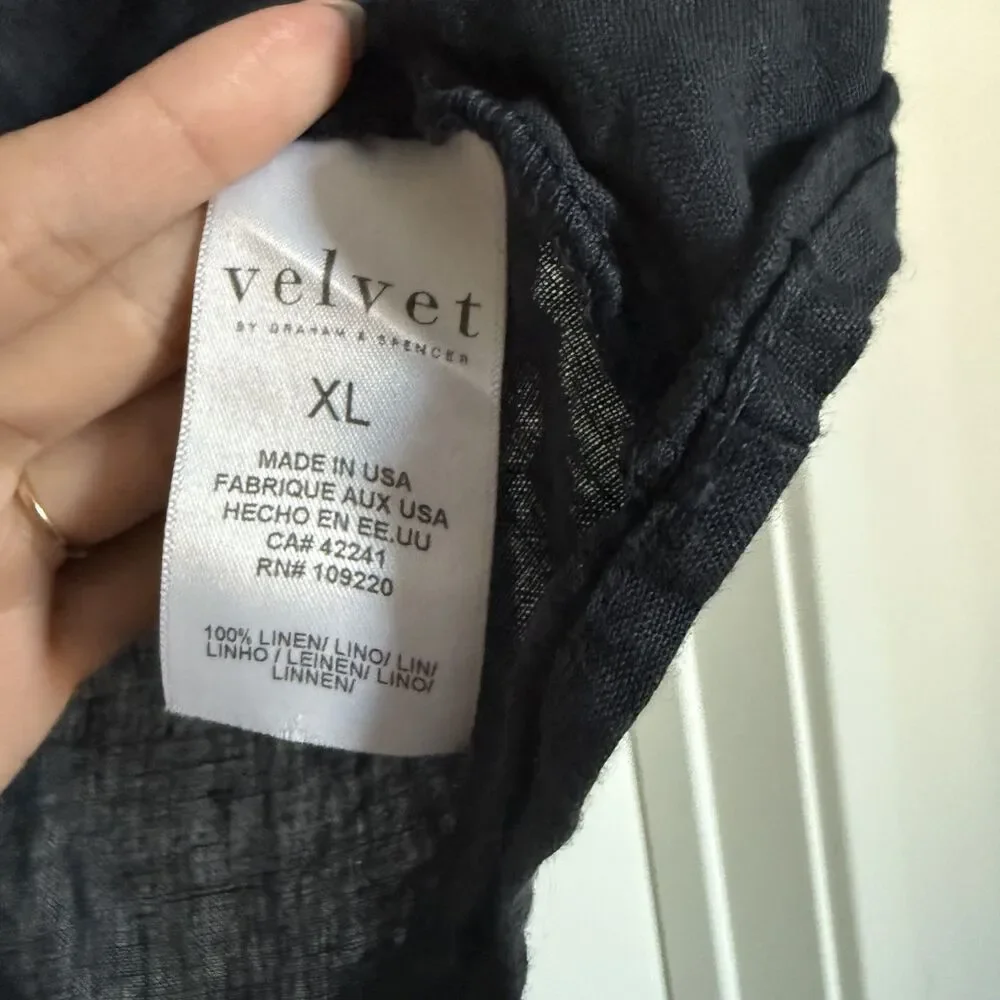 velvet
BY GRAHAM & SPENCER
XL
MADE IN USA
FABRIQUE AUX USA
HECHO EN EE.UU
CA# 42241
RN# 109220
100% LINEN/ LINO/ LIN/
LINHO / LEINEN/ LINO/
LINNEN/